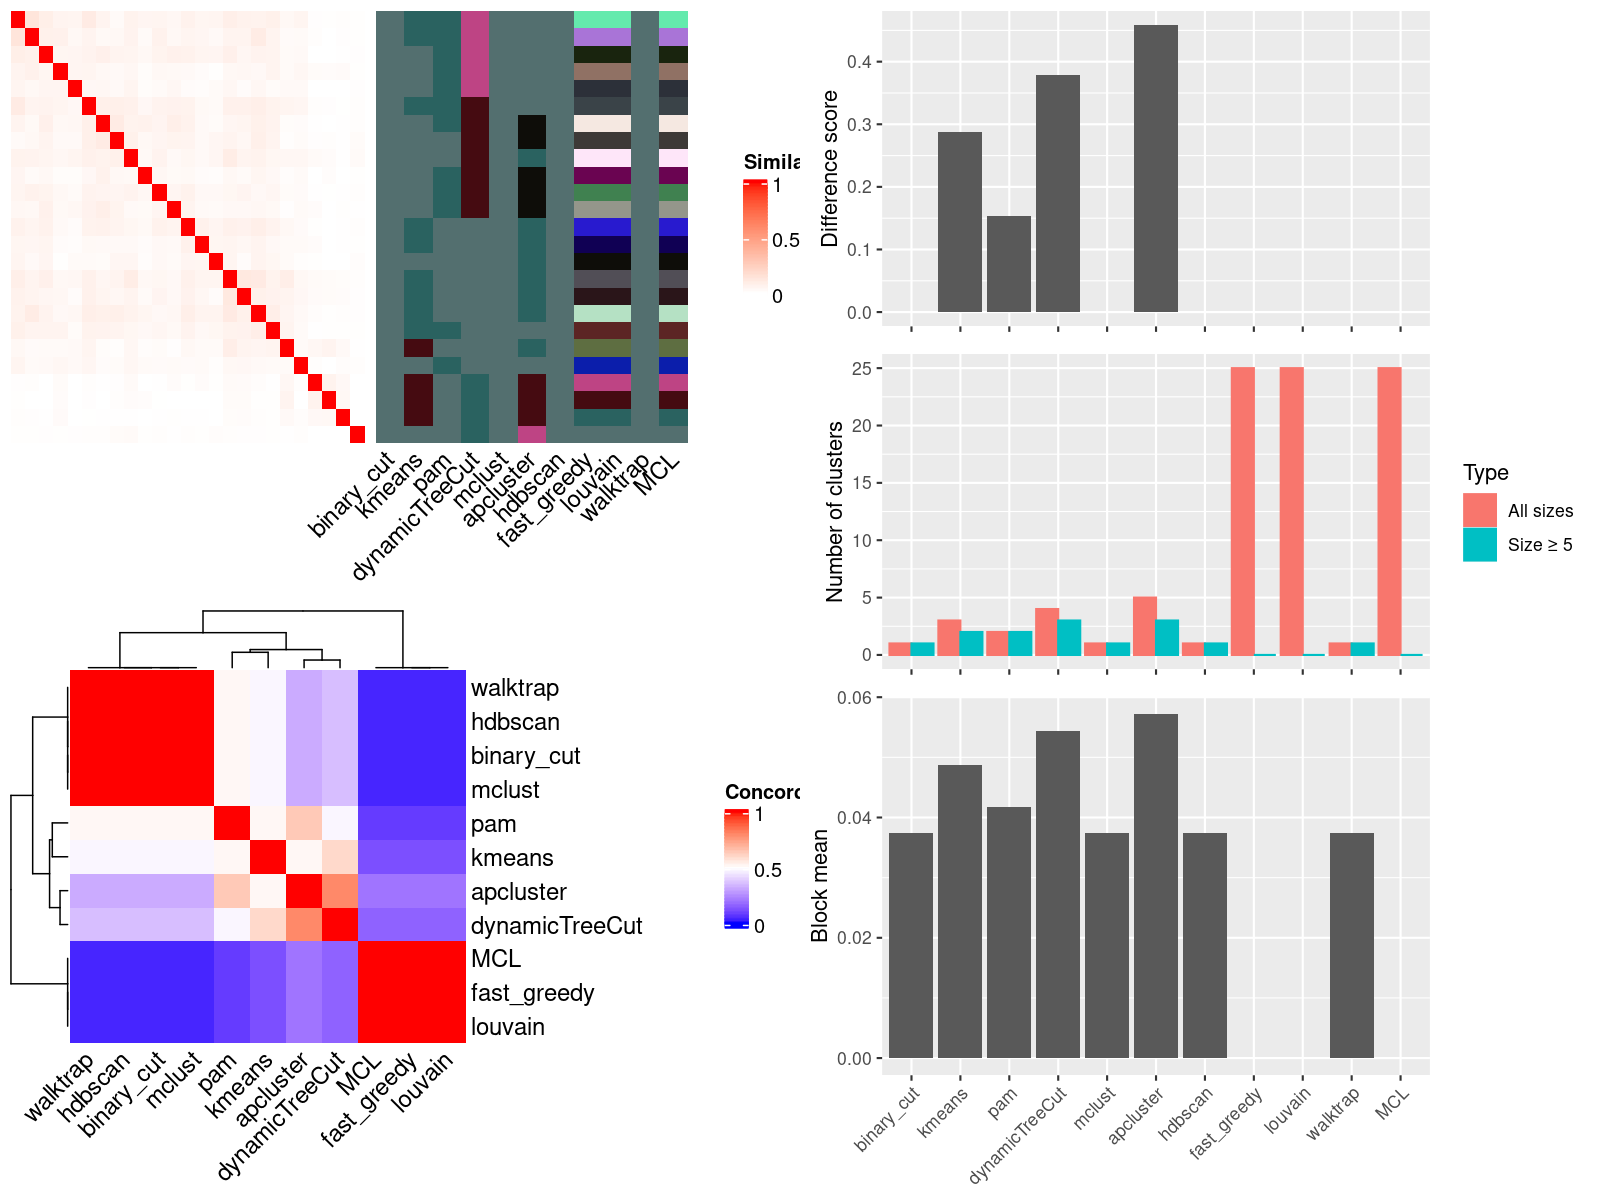 Simila
1
0.5
0
binary_cut
kmeans
pam
dynamicTreeCut
mclust
apcluster
hdbscan
fast_greedy
louvain
walktrap
MCL
walktrap
hdbscan
binary_cut
mclust
pam
kmeans
apcluster
dynamicTreeCut
MCL
fast_greedy
louvain
Concord
1
0.5
0
walktrap
hdbscan
binary_cut
mclust
pam
kmeans
apcluster
dynamicTreeCut
MCL
fast_greedy
louvain
Difference score
0.4
0.3
0.2
0.1
0.0
Number of clusters
25
20
15
10
5
0
Type
All sizes
Size ≥ 5
Block mean
0.06
0.04
0.02
0.00
binary_cut
kmeans
pam
dynamicTreeCut
mclust
apcluster
hdbscan
fast_greedy
louvain
walktrap
MCL